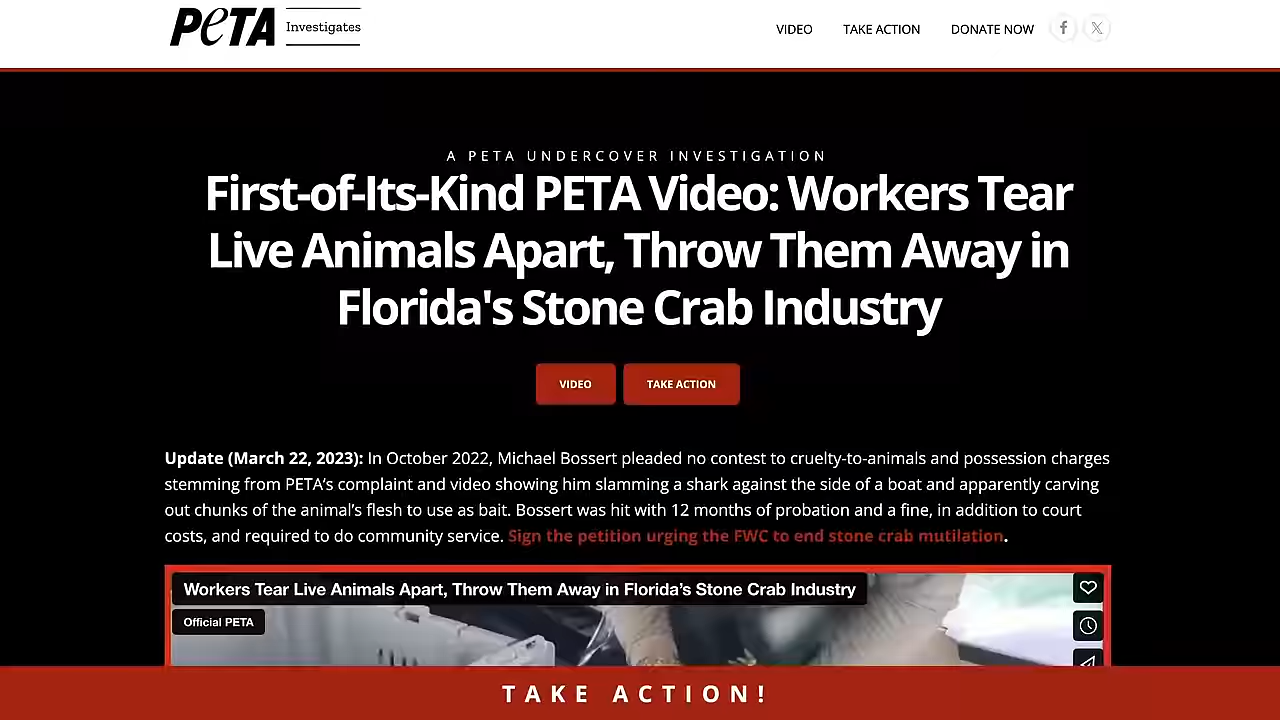 PETA Investigates
VIDEO TAKE ACTION DONATE NOW
A PETA UNDERCOVER INVESTIGATION
First-of-Its-Kind PETA Video: Workers Tear
Live Animals Apart, Throw Them Away in
Florida's Stone Crab Industry
VIDEO TAKE ACTION
Update (March 22, 2023): In October 2022, Michael Bossert pleaded no contest to cruelty-to-animals and possession charges
stemming from PETA’s complaint and video showing him slamming a shark against the side of a boat and apparently carving
out chunks of the animal’s flesh to use as bait. Bossert was hit with 12 months of probation and a fine, in addition to court
costs, and required to do community service. Sign the petition urging the FWC to end stone crab mutilation.
Workers Tear Live Animals Apart, Throw Them Away in Florida’s Stone Crab Industry
Official PETA
TAKE ACTION!